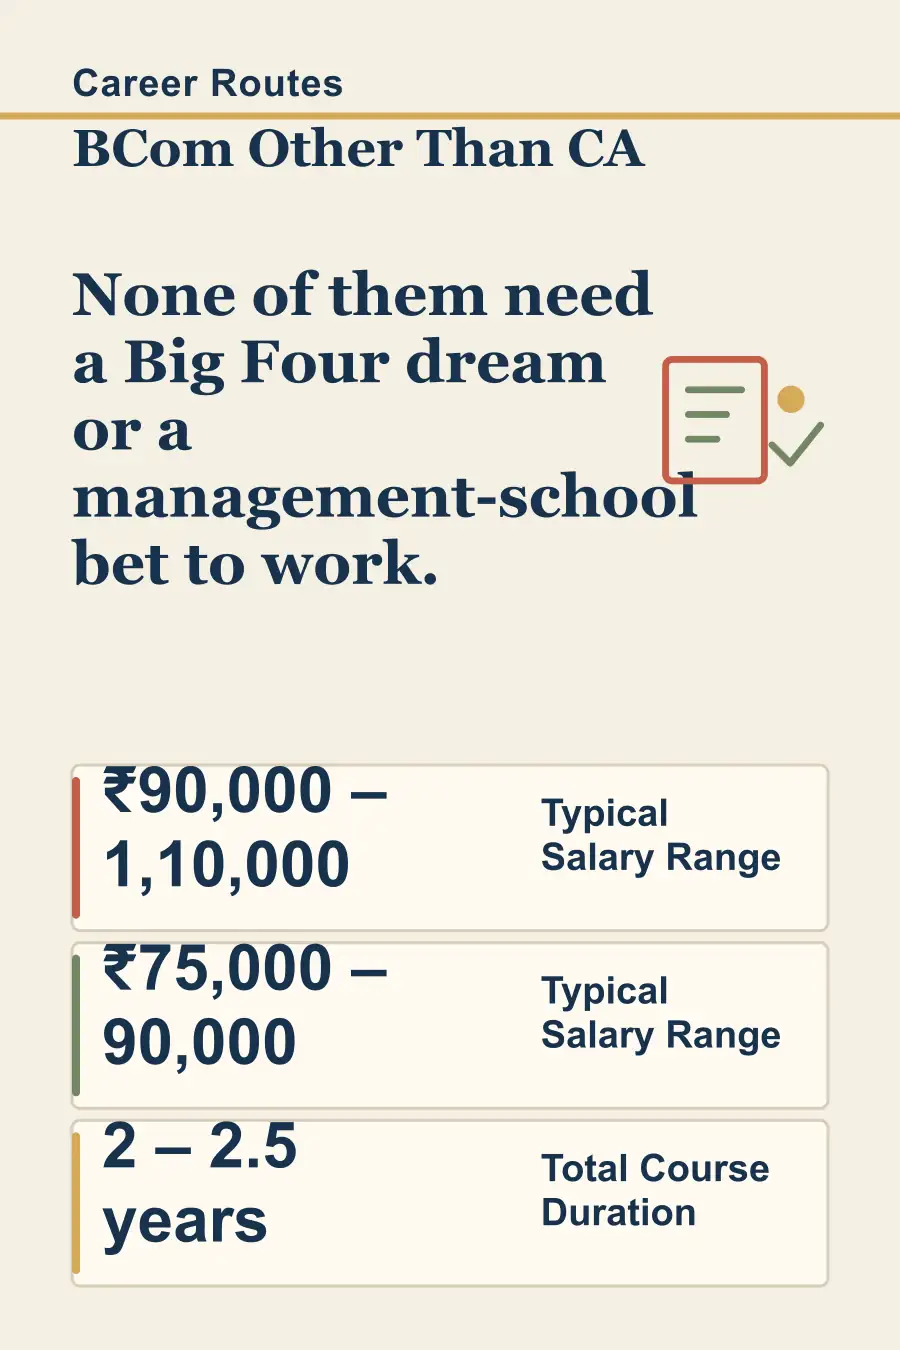 Career Routes
BCom Other Than CA
None of them need
a Big Four dream
or a
management-school
bet to work.
₹90,000 –
1,10,000
Typical
Salary Range
₹75,000 –
90,000
Typical
Salary Range
2 – 2.5
years
Total Course
Duration